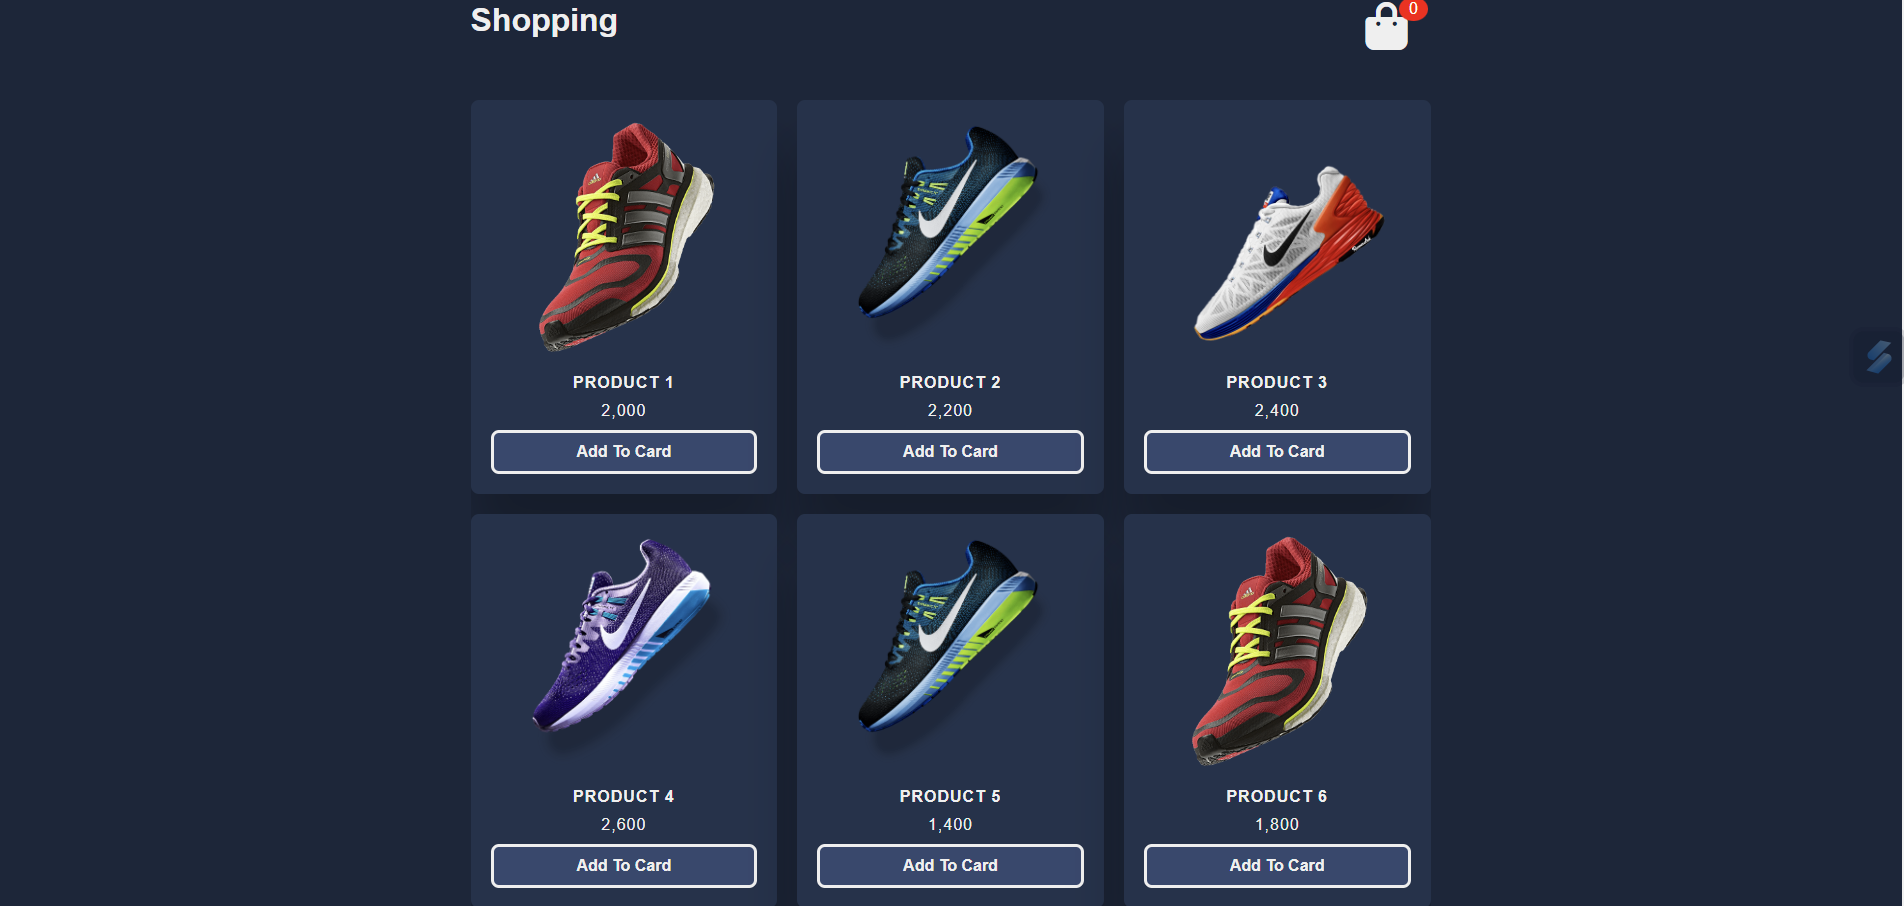 Shopping
0
PRODUCT 1
2,000
Add To Card
PRODUCT 2
2,200
Add To Card
PRODUCT 3
2,400
Add To Card
PRODUCT 4
2,600
Add To Card
PRODUCT 5
1,400
Add To Card
PRODUCT 6
1,800
Add To Card